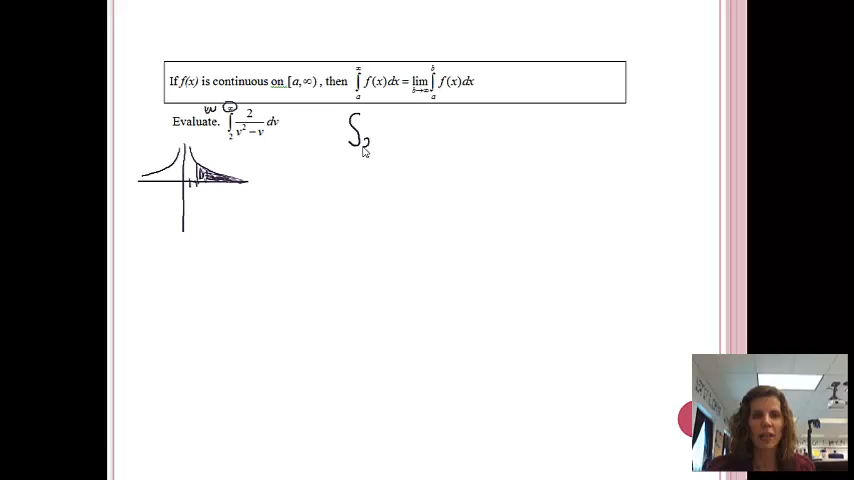 If f(x) is continuous on [a,∞), then ∫_a^∞ f(x)dx = lim_{b→∞} ∫_a^b f(x)dx
Evaluate. ∫_2^∞ 2/(v² − v) dv
∫_2